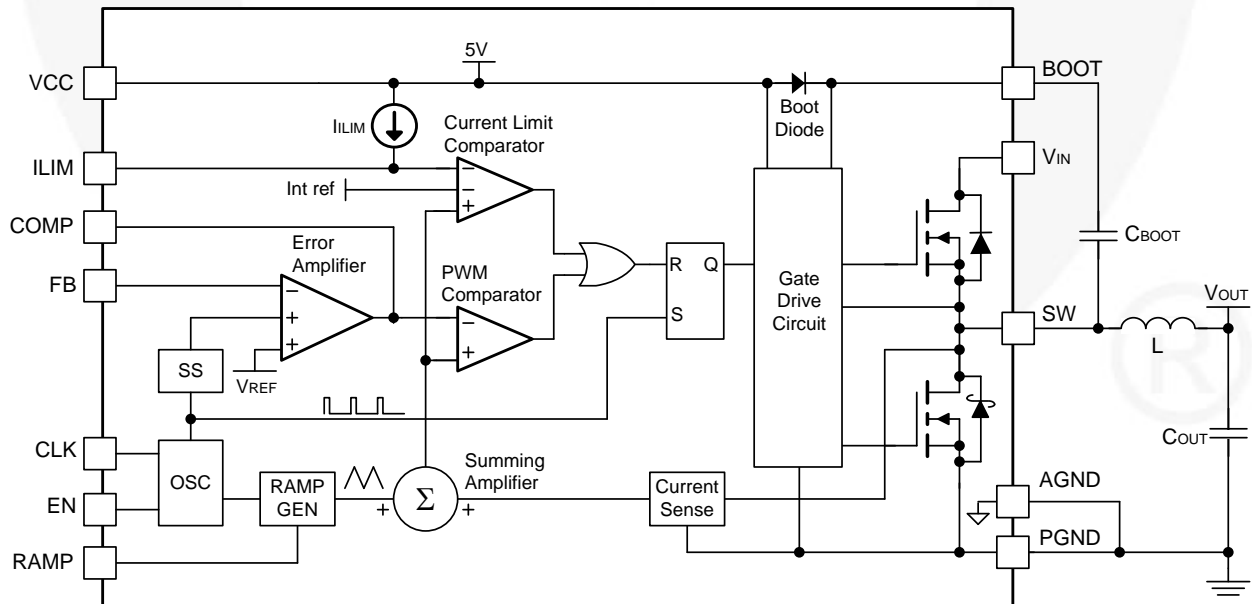 5V
VCC
BOOT
Boot
Diode
IILIM
Current Limit
Comparator
VIN
ILIM
Int ref
−
−
+
COMP
CBOOT
Error
Amplifier
FB
−
+
+
PWM
Comparator
−
+
R
Q
S
Gate
Drive
Circuit
SW
VOUT
L
SS
VREF
®
COUT
CLK
OSC
EN
RAMP
GEN
+
Σ
+
Summing
Amplifier
Current
Sense
AGND
PGND
RAMP